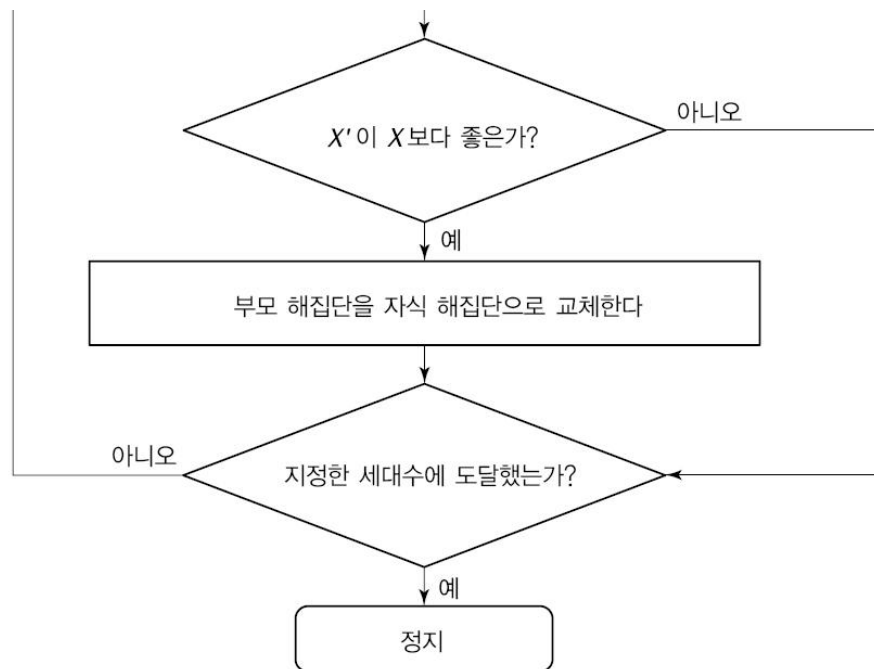 X′이 X보다 좋은가?
아니오
예
부모 해집단을 자식 해집단으로 교체한다
아니오
지정한 세대수에 도달했는가?
예
정지